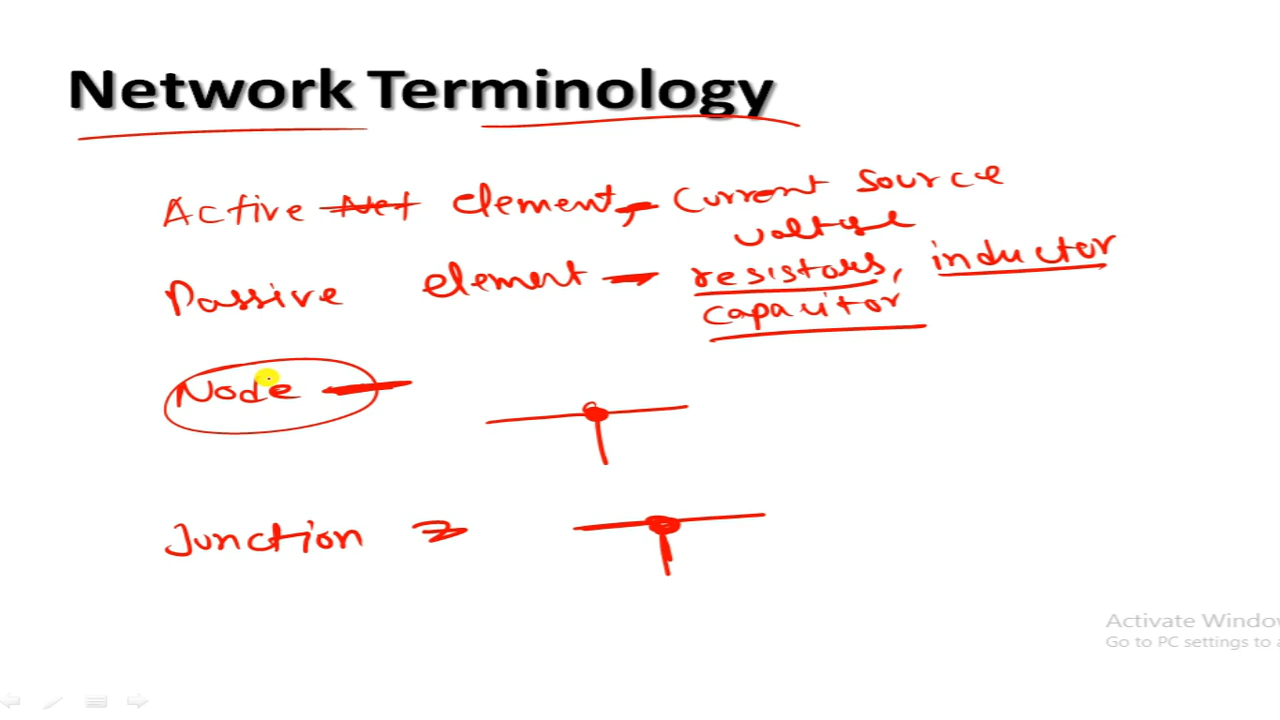 Network Terminology
Active Net element, - Current source
voltage
Passive element - resistors, inductor
capacitor
Node -
Junction
Activate Window
Go to PC settings to a